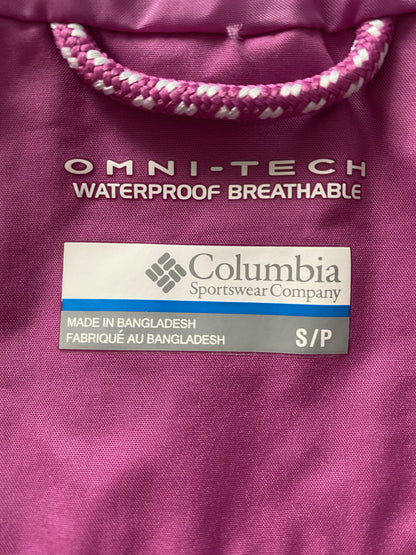 OMNI-TECH
WATERPROOF BREATHABLE
Columbia
Sportswear Company
MADE IN BANGLADESH
FABRIQUÉ AU BANGLADESH
S/P